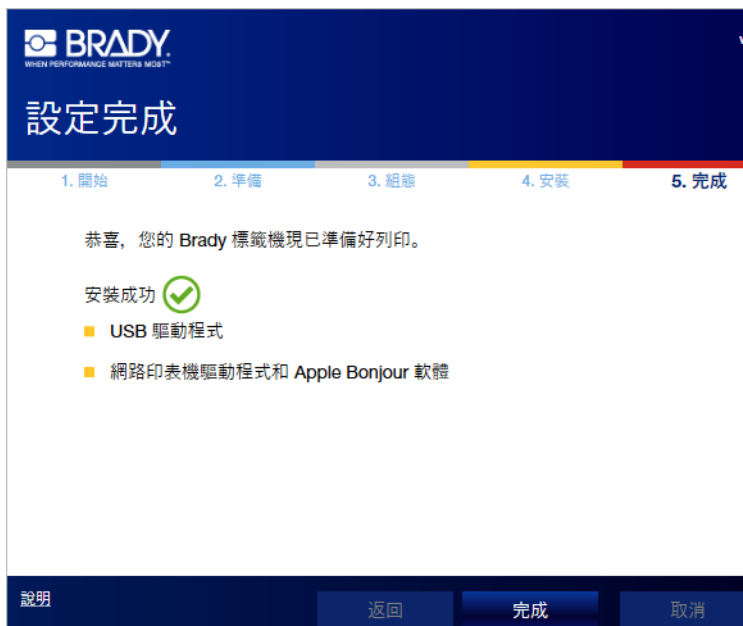 BRADY.
WHEN PERFORMANCE MATTERS MOST™
設定完成
1. 開始 2. 準備 3. 組態 4. 安裝 5. 完成
恭喜，您的 Brady 標籤機現已準備好列印。
安裝成功
USB 驅動程式
網路印表機驅動程式和 Apple Bonjour 軟體
說明 返回 完成 取消